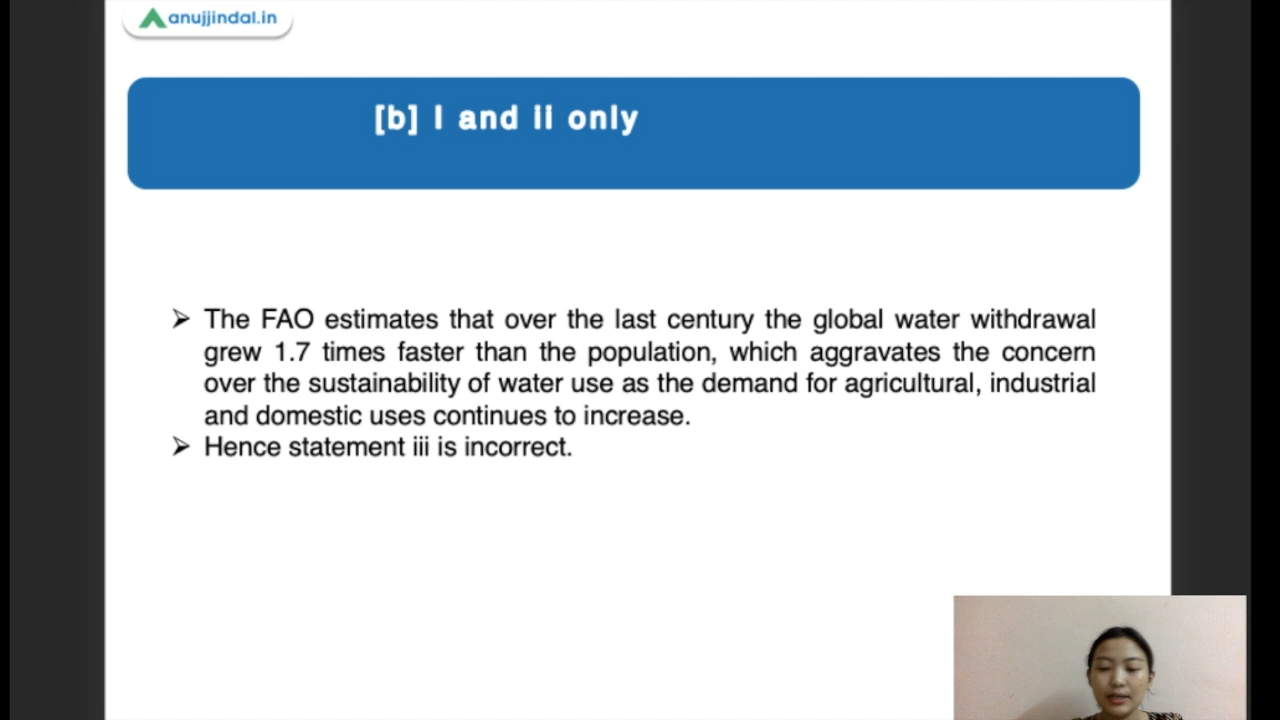 anujjindal.in
[b] I and ii only
➢ The FAO estimates that over the last century the global water withdrawal
grew 1.7 times faster than the population, which aggravates the concern
over the sustainability of water use as the demand for agricultural, industrial
and domestic uses continues to increase.
➢ Hence statement iii is incorrect.